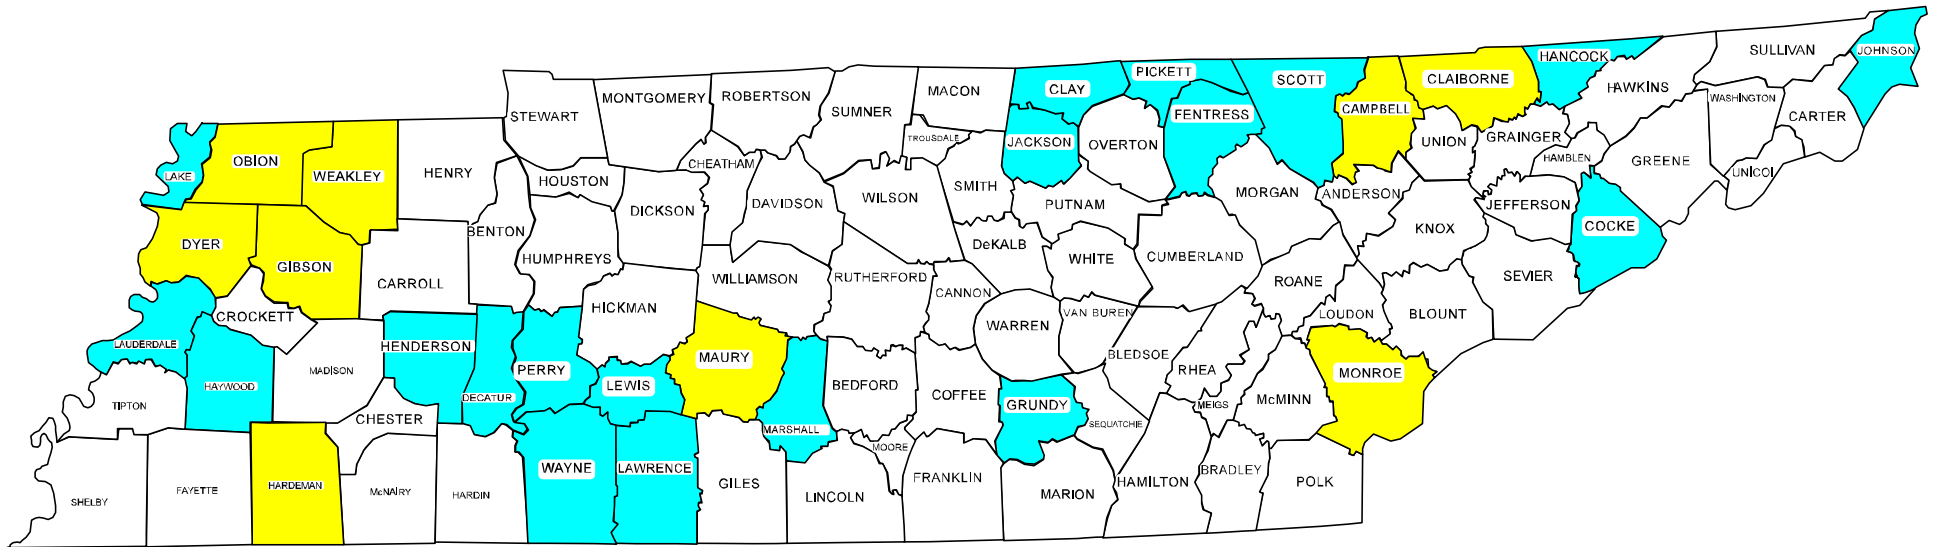 SULLIVAN
JOHNSON
HANCOCK
PICKETT
SCOTT
CLAIBORNE
HAWKINS
CLAY
MACON
ROBERTSON
MONTGOMERY
SUMNER
WASHINGTON
CAMPBELL
FENTRESS
STEWART
CARTER
TROUSDALE
JACKSON
OVERTON
UNION
GRAINGER
HAMBLEN
GREENE
CHEATHAM
OBION
WEAKLEY
HENRY
LAKE
HOUSTON
SMITH
MORGAN
ANDERSON
UNICOI
DICKSON
DAVIDSON
WILSON
PUTNAM
JEFFERSON
KNOX
COCKE
BENTON
DYER
DeKALB
GIBSON
HUMPHREYS
WHITE
CUMBERLAND
CARROLL
WILLIAMSON
RUTHERFORD
ROANE
SEVIER
CANNON
HICKMAN
CROCKETT
VAN BUREN
LOUDON
BLOUNT
WARREN
LAUDERDALE
HENDERSON
MAURY
BLEDSOE
MADISON
PERRY
RHEA
MONROE
HAYWOOD
LEWIS
BEDFORD
DECATUR
COFFEE
McMINN
TIPTON
GRUNDY
MEIGS
CHESTER
SEQUATCHIE
MARSHALL
MOORE
WAYNE
LAWRENCE
BRADLEY
FRANKLIN
HARDEMAN
GILES
HAMILTON
POLK
FAYETTE
McNAIRY
HARDIN
LINCOLN
MARION
SHELBY